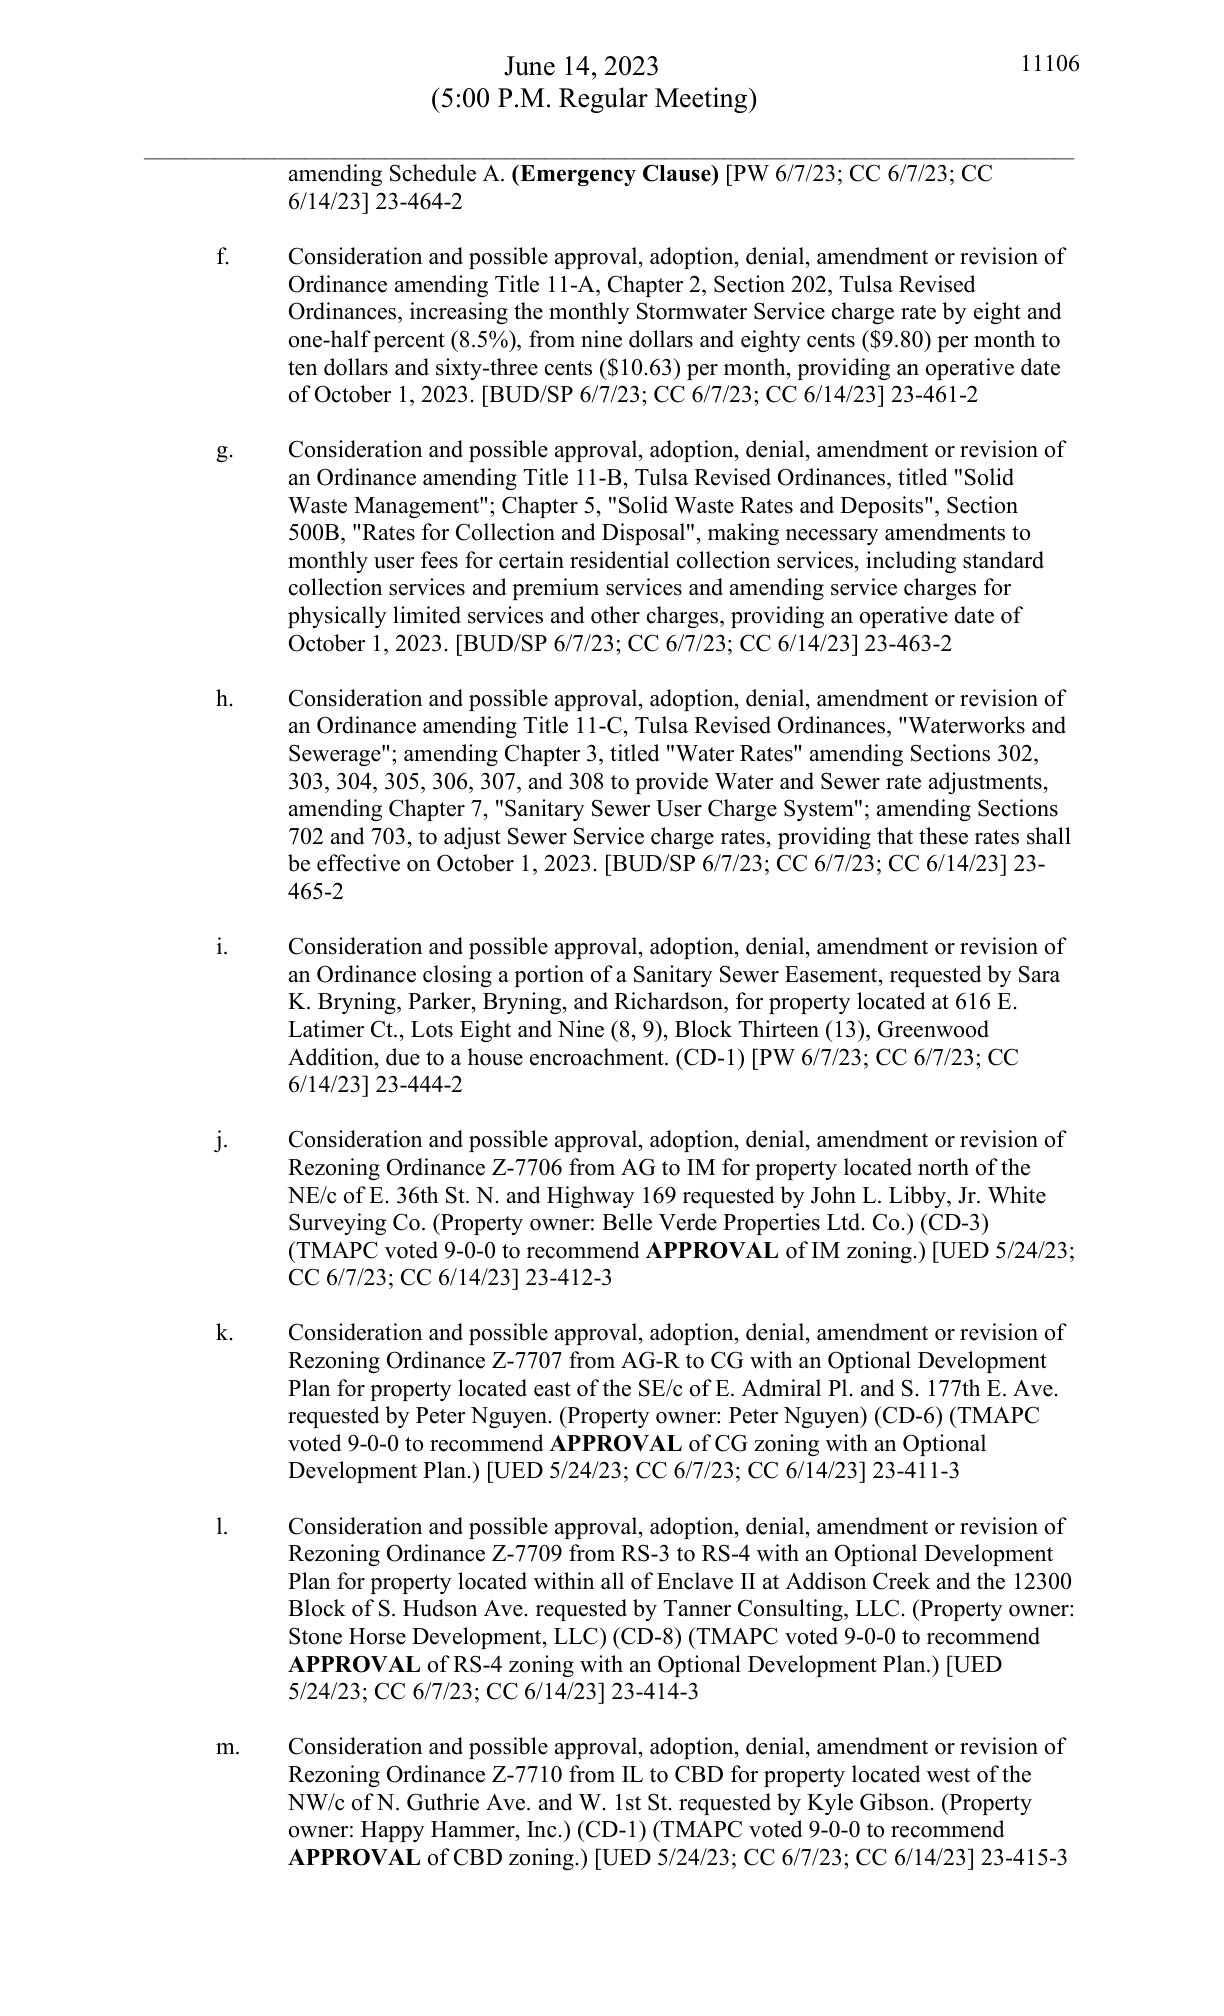 June 14, 2023
11106
(5:00 P.M. Regular Meeting)
amending Schedule A. (Emergency Clause) [PW 6/7/23; CC 6/7/23; CC
6/14/23] 23-464-2
f. Consideration and possible approval, adoption, denial, amendment or revision of
Ordinance amending Title 11-A, Chapter 2, Section 202, Tulsa Revised
Ordinances, increasing the monthly Stormwater Service charge rate by eight and
one-half percent (8.5%), from nine dollars and eighty cents ($9.80) per month to
ten dollars and sixty-three cents ($10.63) per month, providing an operative date
of October 1, 2023. [BUD/SP 6/7/23; CC 6/7/23; CC 6/14/23] 23-461-2
g. Consideration and possible approval, adoption, denial, amendment or revision of
an Ordinance amending Title 11-B, Tulsa Revised Ordinances, titled "Solid
Waste Management"; Chapter 5, "Solid Waste Rates and Deposits", Section
500B, "Rates for Collection and Disposal", making necessary amendments to
monthly user fees for certain residential collection services, including standard
collection services and premium services and amending service charges for
physically limited services and other charges, providing an operative date of
October 1, 2023. [BUD/SP 6/7/23; CC 6/7/23; CC 6/14/23] 23-463-2
h. Consideration and possible approval, adoption, denial, amendment or revision of
an Ordinance amending Title 11-C, Tulsa Revised Ordinances, "Waterworks and
Sewerage"; amending Chapter 3, titled "Water Rates" amending Sections 302,
303, 304, 305, 306, 307, and 308 to provide Water and Sewer rate adjustments,
amending Chapter 7, "Sanitary Sewer User Charge System"; amending Sections
702 and 703, to adjust Sewer Service charge rates, providing that these rates shall
be effective on October 1, 2023. [BUD/SP 6/7/23; CC 6/7/23; CC 6/14/23] 23-
465-2
i. Consideration and possible approval, adoption, denial, amendment or revision of
an Ordinance closing a portion of a Sanitary Sewer Easement, requested by Sara
K. Bryning, Parker, Bryning, and Richardson, for property located at 616 E.
Latimer Ct., Lots Eight and Nine (8, 9), Block Thirteen (13), Greenwood
Addition, due to a house encroachment. (CD-1) [PW 6/7/23; CC 6/7/23; CC
6/14/23] 23-444-2
j. Consideration and possible approval, adoption, denial, amendment or revision of
Rezoning Ordinance Z-7706 from AG to IM for property located north of the
NE/c of E. 36th St. N. and Highway 169 requested by John L. Libby, Jr. White
Surveying Co. (Property owner: Belle Verde Properties Ltd. Co.) (CD-3)
(TMAPC voted 9-0-0 to recommend APPROVAL of IM zoning.) [UED 5/24/23;
CC 6/7/23; CC 6/14/23] 23-412-3
k. Consideration and possible approval, adoption, denial, amendment or revision of
Rezoning Ordinance Z-7707 from AG-R to CG with an Optional Development
Plan for property located east of the SE/c of E. Admiral Pl. and S. 177th E. Ave.
requested by Peter Nguyen. (Property owner: Peter Nguyen) (CD-6) (TMAPC
voted 9-0-0 to recommend APPROVAL of CG zoning with an Optional
Development Plan.) [UED 5/24/23; CC 6/7/23; CC 6/14/23] 23-411-3
l. Consideration and possible approval, adoption, denial, amendment or revision of
Rezoning Ordinance Z-7709 from RS-3 to RS-4 with an Optional Development
Plan for property located within all of Enclave II at Addison Creek and the 12300
Block of S. Hudson Ave. requested by Tanner Consulting, LLC. (Property owner:
Stone Horse Development, LLC) (CD-8) (TMAPC voted 9-0-0 to recommend
APPROVAL of RS-4 zoning with an Optional Development Plan.) [UED
5/24/23; CC 6/7/23; CC 6/14/23] 23-414-3
m. Consideration and possible approval, adoption, denial, amendment or revision of
Rezoning Ordinance Z-7710 from IL to CBD for property located west of the
NW/c of N. Guthrie Ave. and W. 1st St. requested by Kyle Gibson. (Property
owner: Happy Hammer, Inc.) (CD-1) (TMAPC voted 9-0-0 to recommend
APPROVAL of CBD zoning.) [UED 5/24/23; CC 6/7/23; CC 6/14/23] 23-415-3